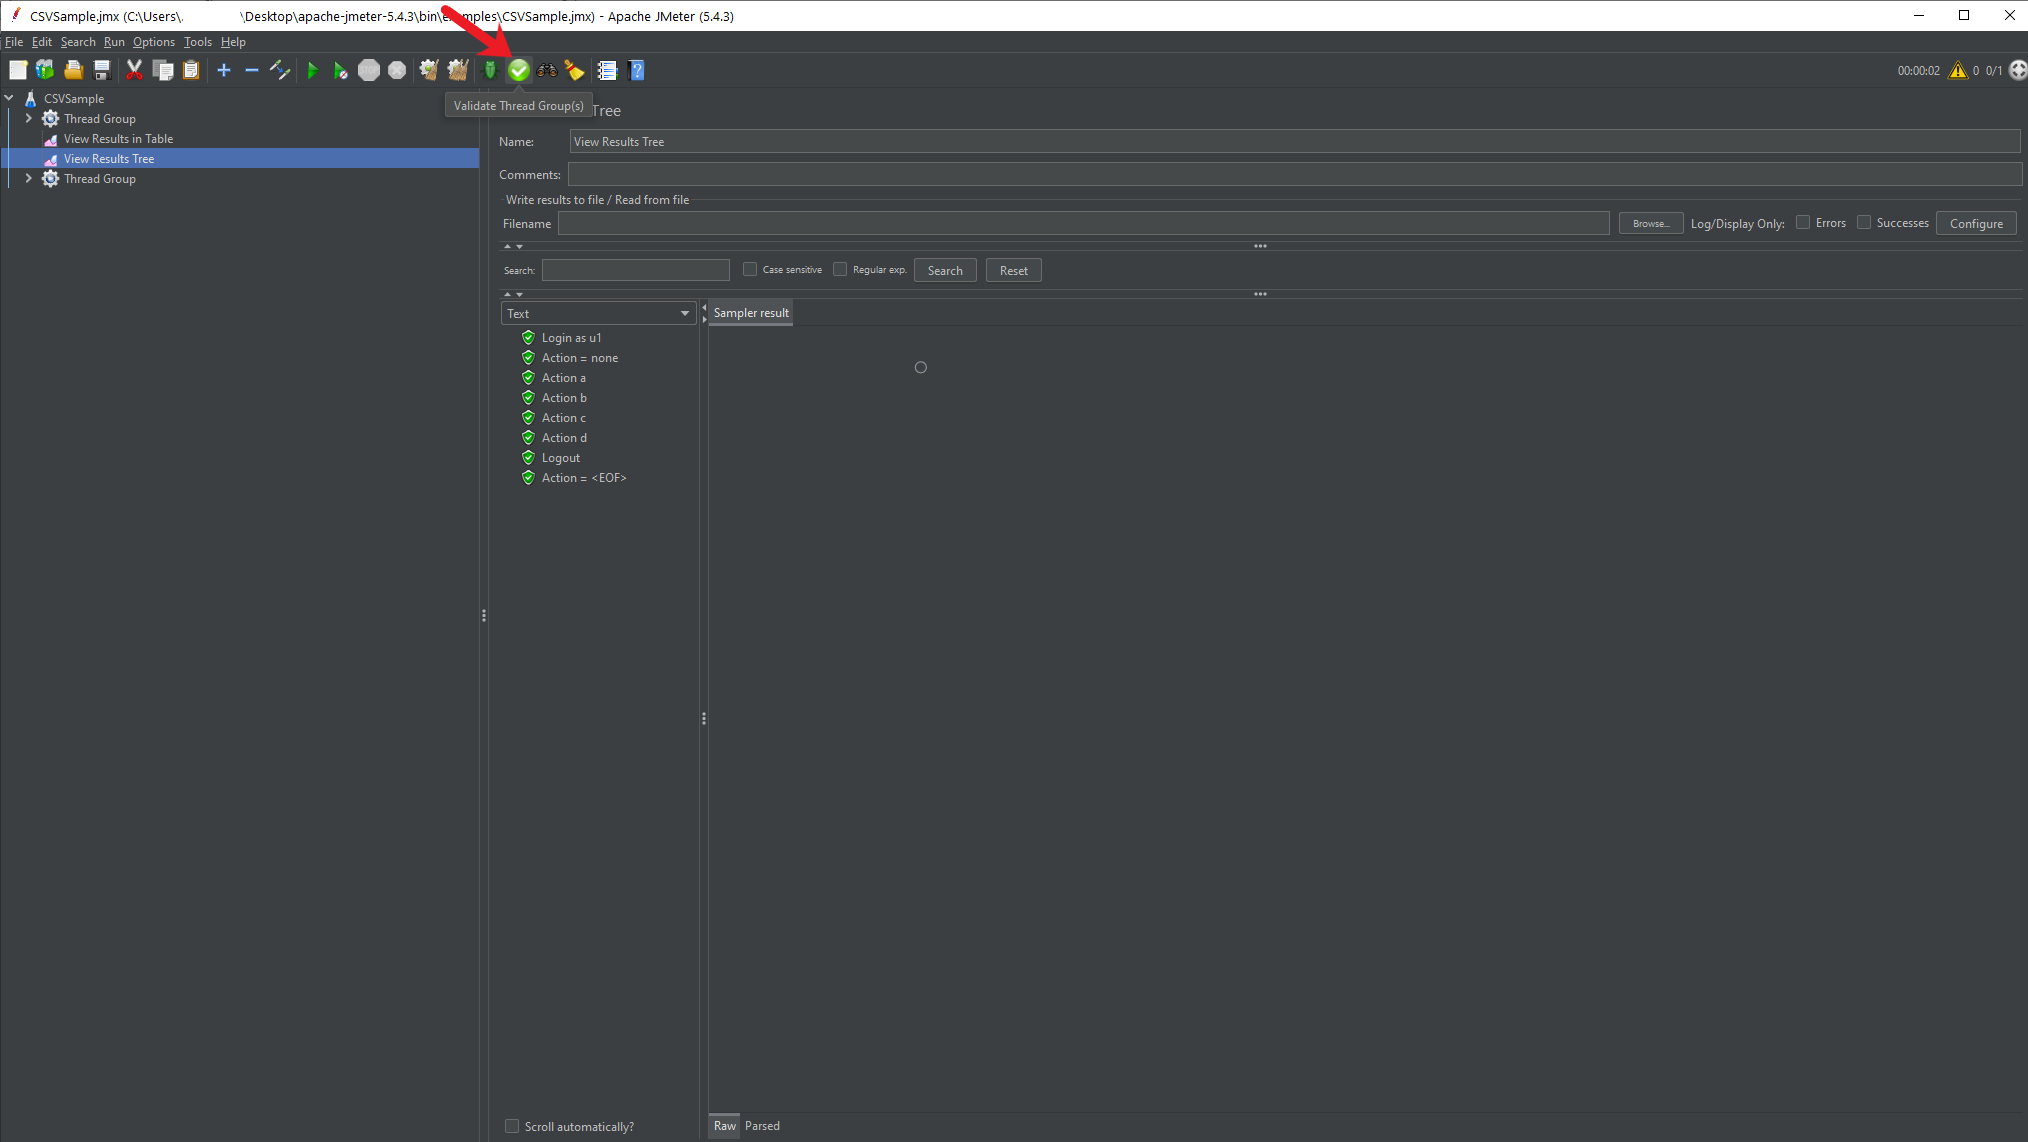 CSVSample.jmx (C:\Users\. \Desktop\apache-jmeter-5.4.3\bin\examples\CSVSample.jmx) - Apache JMeter (5.4.3)
File Edit Search Run Options Tools Help
00:00:02 0 0/1
CSVSample
Thread Group
View Results in Table
View Results Tree
Thread Group
Validate Thread Group(s)
Tree
Name: View Results Tree
Comments:
Write results to file / Read from file
Filename Browse... Log/Display Only: Errors Successes Configure
Search: Case sensitive Regular exp. Search Reset
Text
Sampler result
Login as u1
Action = none
Action a
Action b
Action c
Action d
Logout
Action = <EOF>
Scroll automatically?
Raw Parsed